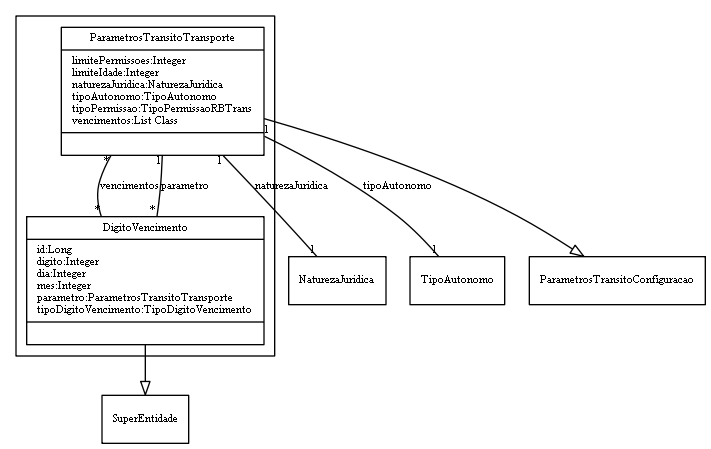 ParametrosTransitoTransporte
limitePermissoes:Integer
limiteIdade:Integer
naturezaJuridica:NaturezaJuridica
tipoAutonomo:TipoAutonomo
tipoPermissao:TipoPermissaoRBTrans
vencimentos:List Class
1
* 1 1
vencimentos parametro naturezaJuridica tipoAutonomo
* *
DigitoVencimento
id:Long
digito:Integer
dia:Integer
mes:Integer
parametro:ParametrosTransitoTransporte
tipoDigitoVencimento:TipoDigitoVencimento
1 1
NaturezaJuridica
TipoAutonomo
ParametrosTransitoConfiguracao
SuperEntidade